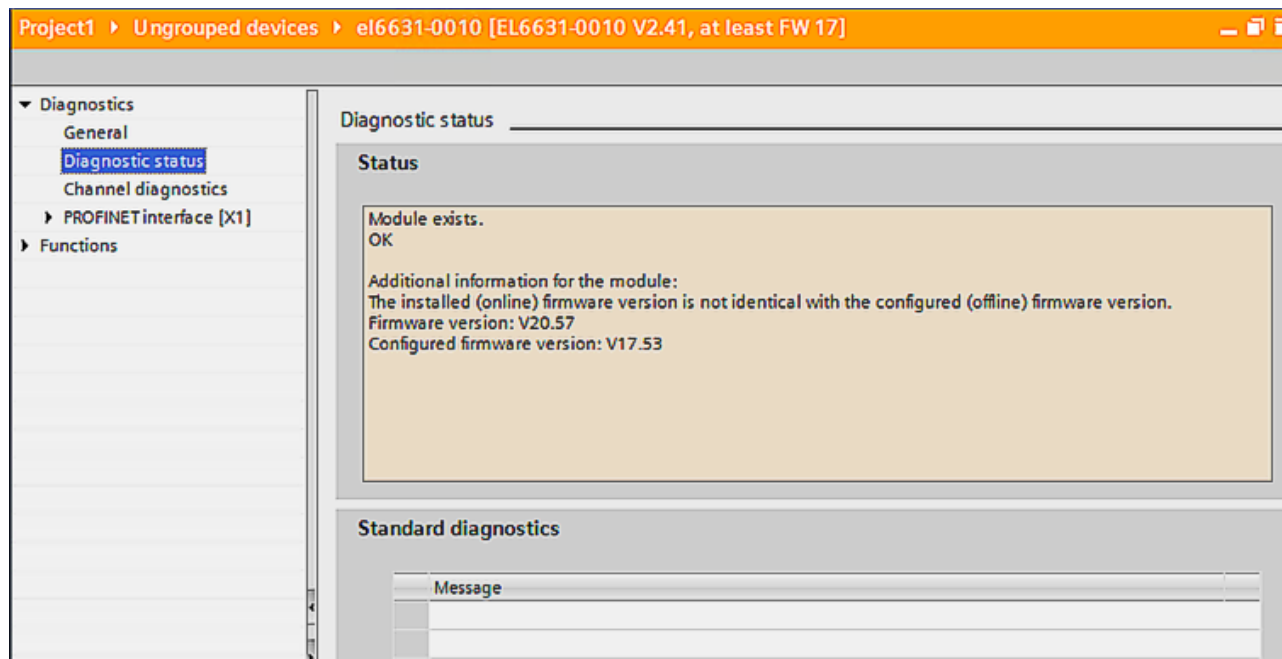 Project1 ▸ Ungrouped devices ▸ el6631-0010 [EL6631-0010 V2.41, at least FW 17]
Diagnostics
General
Diagnostic status
Channel diagnostics
PROFINET interface [X1]
Functions
Diagnostic status
Status
Module exists.
OK
Additional information for the module:
The installed (online) firmware version is not identical with the configured (offline) firmware version.
Firmware version: V20.57
Configured firmware version: V17.53
Standard diagnostics
Message